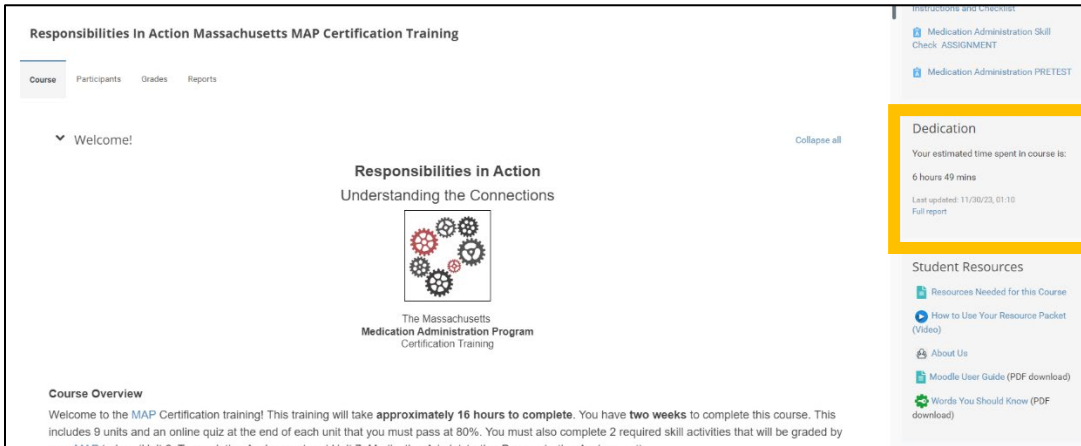 Responsibilities In Action Massachusetts MAP Certification Training
Course Participants Grades Reports
Welcome!
Collapse all
Responsibilities in Action
Understanding the Connections
The Massachusetts
Medication Administration Program
Certification Training
Course Overview
Welcome to the MAP Certification training! This training will take approximately 16 hours to complete. You have two weeks to complete this course. This
includes 9 units and an online quiz at the end of each unit that you must pass at 80%. You must also complete 2 required skill activities that will be graded by
Instructions and Checklist
Medication Administration Skill
Check ASSIGNMENT
Medication Administration PRETEST
Dedication
Your estimated time spent in course is:
6 hours 49 mins
Last updated: 11/30/23, 01:10
Full report
Student Resources
Resources Needed for this Course
How to Use Your Resource Packet
(Video)
About Us
Moodle User Guide (PDF download)
Words You Should Know (PDF
download)